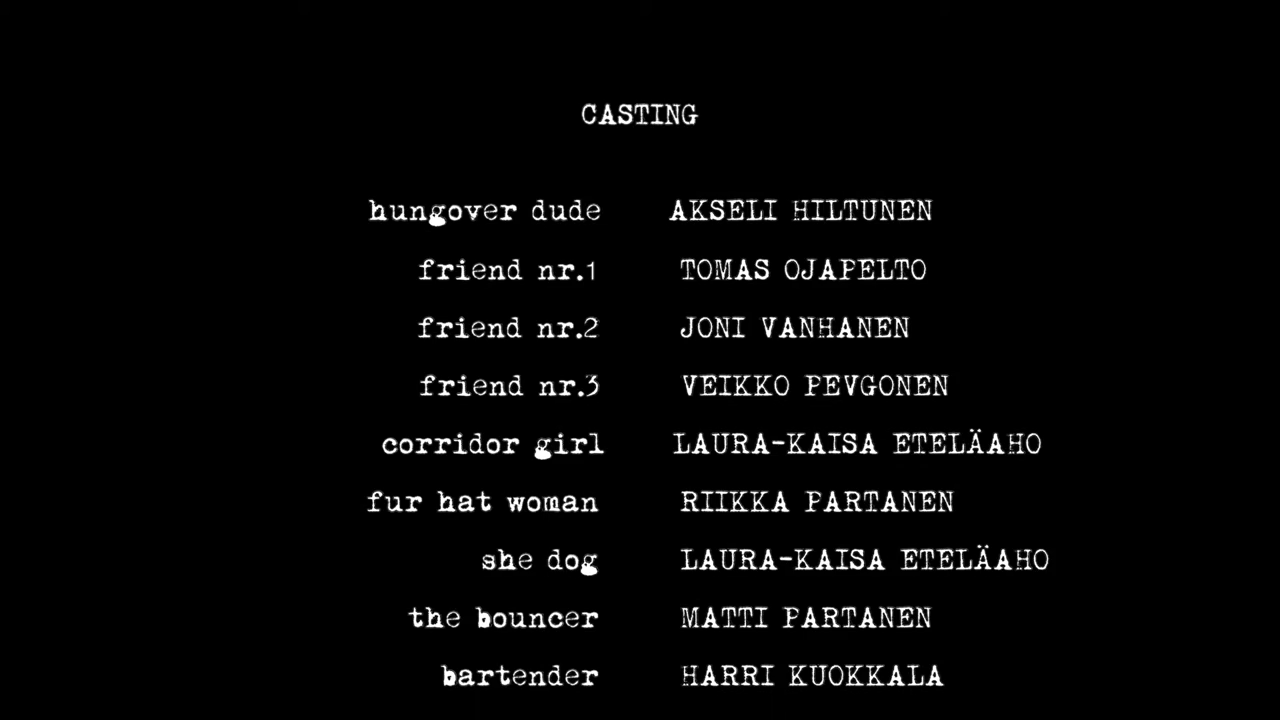 CASTING
hungover dude AKSELI HILTUNEN
friend nr.1 TOMAS OJAPELTO
friend nr.2 JONI VANHANEN
friend nr.3 VEIKKO PEVGONEN
corridor girl LAURA-KAISA ETELÄAHO
fur hat woman RIIKKA PARTANEN
she dog LAURA-KAISA ETELÄAHO
the bouncer MATTI PARTANEN
bartender HARRI KUOKKALA